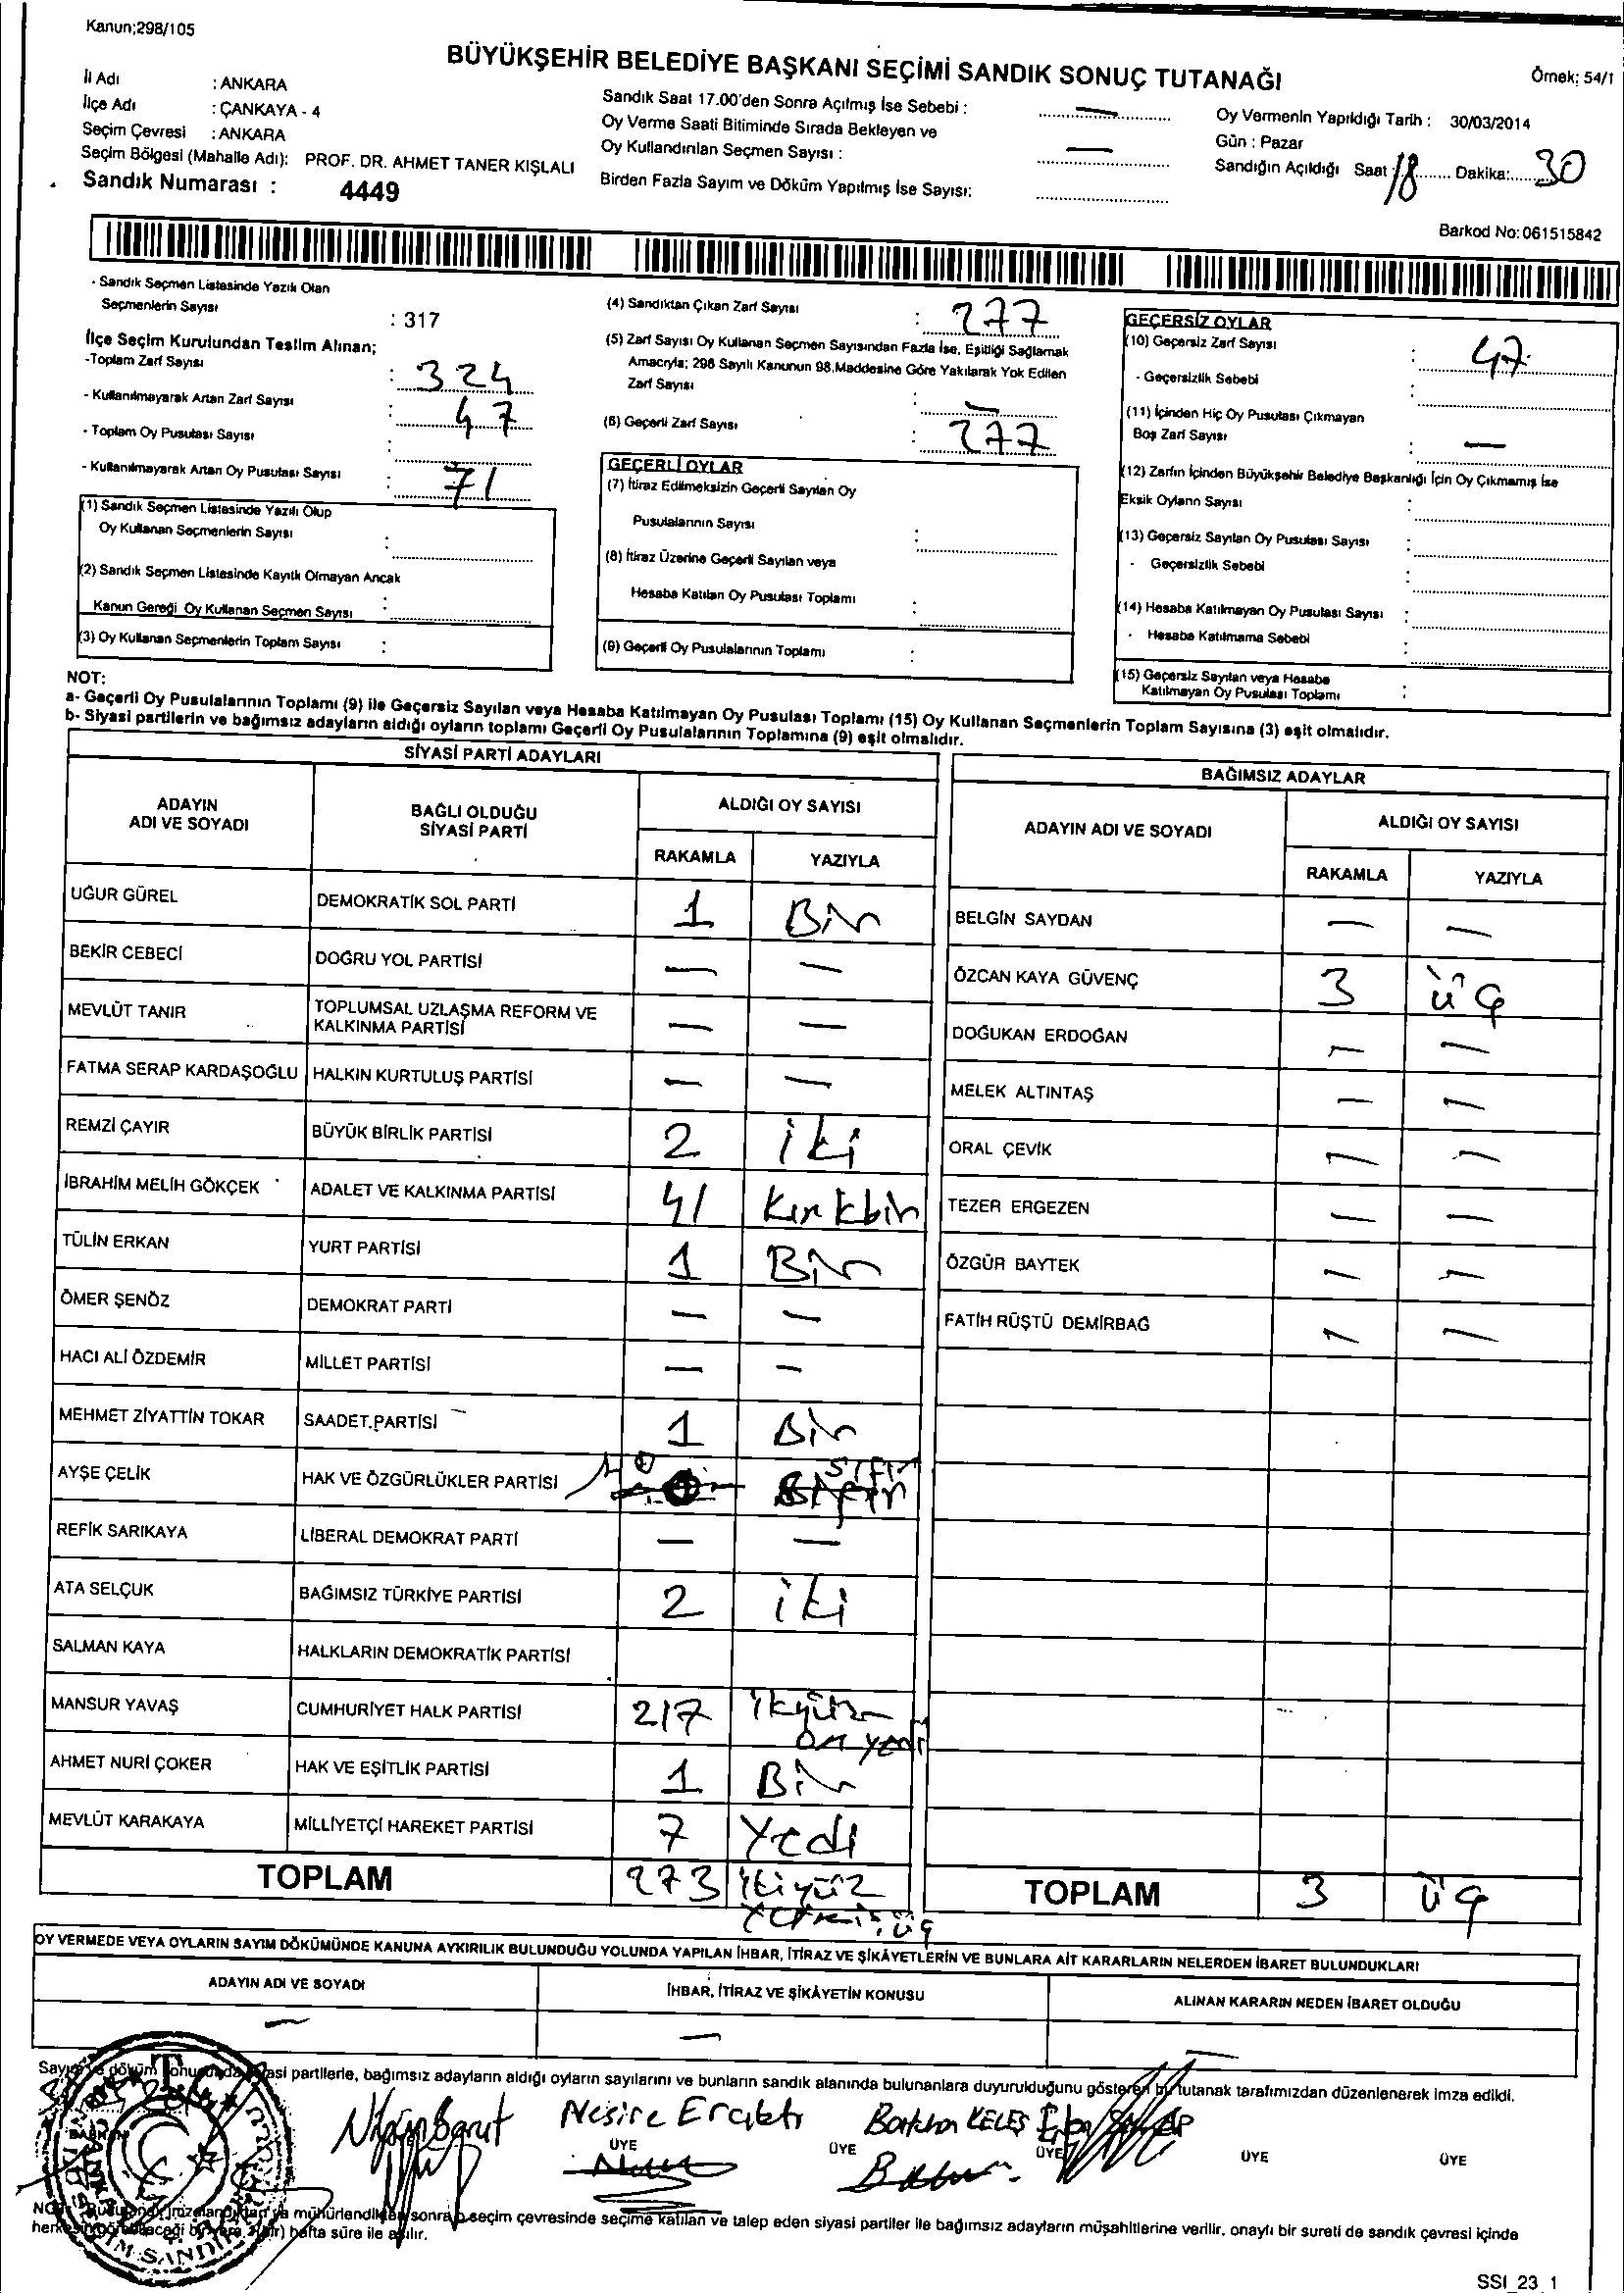 Kanun;298/105
BÜYÜKŞEHİR BELEDİYE BAŞKANI SEÇİMİ SANDIK SONUÇ TUTANAĞI
Örnek: 54/1
İl Adı : ANKARA
İlçe Adı : ÇANKAYA - 4
Seçim Çevresi : ANKARA
Seçim Bölgesi (Mahalle Adı): PROF. DR. AHMET TANER KIŞLALI
Sandık Numarası : 4449
Sandık Saat 17.00'den Sonra Açılmış İse Sebebi : —
Oy Verme Saati Bitiminde Sırada Bekleyen ve
Oy Kullandırılan Seçmen Sayısı : —
Birden Fazla Sayım ve Döküm Yapılmış İse Sayısı:
Oy Vermenin Yapıldığı Tarih : 30/03/2014
Gün : Pazar
Sandığın Açıldığı Saat : 18 Dakika: 30
Barkod No: 061515842
- Sandık Seçmen Listesinde Yazılı Olan
Seçmenlerin Sayısı : 317
İlçe Seçim Kurulundan Teslim Alınan;
-Toplam Zarf Sayısı : 324
- Kullanılmayarak Artan Zarf Sayısı : 47
- Toplam Oy Pusulası Sayısı :
- Kullanılmayarak Artan Oy Pusulası Sayısı : 71
(1) Sandık Seçmen Listesinde Yazılı Olup
Oy Kullanan Seçmenlerin Sayısı :
(2) Sandık Seçmen Listesinde Kayıtlı Olmayan Ancak
Kanun Gereği Oy Kullanan Seçmen Sayısı :
(3) Oy Kullanan Seçmenlerin Toplam Sayısı :
(4) Sandıktan Çıkan Zarf Sayısı : 277
(5) Zarf Sayısı Oy Kullanan Seçmen Sayısından Fazla İse, Eşitliği Sağlamak
Amacıyla; 298 Sayılı Kanunun 98.Maddesine Göre Yakılarak Yok Edilen
Zarf Sayısı : —
(6) Geçerli Zarf Sayısı : 277
GEÇERLİ OYLAR
(7) İtiraz Edilmeksizin Geçerli Sayılan Oy
Pusulalarının Sayısı :
(8) İtiraz Üzerine Geçerli Sayılan veya
Hesaba Katılan Oy Pusulası Toplamı :
(9) Geçerli Oy Pusulalarının Toplamı :
GEÇERSİZ OYLAR
(10) Geçersiz Zarf Sayısı : 47
- Geçersizlik Sebebi :
(11) İçinden Hiç Oy Pusulası Çıkmayan
Boş Zarf Sayısı : —
(12) Zarfın İçinden Büyükşehir Belediye Başkanlığı İçin Oy Çıkmamış İse
Eksik Oyların Sayısı :
(13) Geçersiz Sayılan Oy Pusulası Sayısı :
- Geçersizlik Sebebi :
(14) Hesaba Katılmayan Oy Pusulası Sayısı :
- Hesaba Katılmama Sebebi :
(15) Geçersiz Sayılan veya Hesaba
Katılmayan Oy Pusulası Toplamı :
NOT:
a- Geçerli Oy Pusulalarının Toplamı (9) ile Geçersiz Sayılan veya Hesaba Katılmayan Oy Pusulası Toplamı (15) Oy Kullanan Seçmenlerin Toplam Sayısına (3) eşit olmalıdır.
b- Siyasi partilerin ve bağımsız adayların aldığı oyların toplamı Geçerli Oy Pusulalarının Toplamına (9) eşit olmalıdır.
SİYASİ PARTİ ADAYLARI
ADAYIN ADI VE SOYADI
BAĞLI OLDUĞU SİYASİ PARTİ
ALDIĞI OY SAYISI
RAKAMLA YAZIYLA
UĞUR GÜREL DEMOKRATİK SOL PARTİ 1 Bir
BEKİR CEBECİ DOĞRU YOL PARTİSİ — —
MEVLÜT TANIR TOPLUMSAL UZLAŞMA REFORM VE
KALKINMA PARTİSİ — —
FATMA SERAP KARDAŞOĞLU HALKIN KURTULUŞ PARTİSİ — —
REMZİ ÇAYIR BÜYÜK BİRLİK PARTİSİ 2 iki
İBRAHİM MELİH GÖKÇEK ADALET VE KALKINMA PARTİSİ 41 Kırkbir
TÜLİN ERKAN YURT PARTİSİ 1 Bir
ÖMER ŞENÖZ DEMOKRAT PARTİ — —
HACI ALİ ÖZDEMİR MİLLET PARTİSİ — —
MEHMET ZİYATTİN TOKAR SAADET PARTİSİ 1 Bir
AYŞE ÇELİK HAK VE ÖZGÜRLÜKLER PARTİSİ 0 sıfır
REFİK SARIKAYA LİBERAL DEMOKRAT PARTİ — —
ATA SELÇUK BAĞIMSIZ TÜRKİYE PARTİSİ 2 iki
SALMAN KAYA HALKLARIN DEMOKRATİK PARTİSİ
MANSUR YAVAŞ CUMHURİYET HALK PARTİSİ 217 ikiyüz
on yedi
AHMET NURİ ÇOKER HAK VE EŞİTLİK PARTİSİ 1 Bir
MEVLÜT KARAKAYA MİLLİYETÇİ HAREKET PARTİSİ 7 Yedi
TOPLAM 273 ikiyüz
yetmiş üç
BAĞIMSIZ ADAYLAR
ADAYIN ADI VE SOYADI
ALDIĞI OY SAYISI
RAKAMLA YAZIYLA
BELGİN SAYDAN — —
ÖZCAN KAYA GÜVENÇ 3 üç
DOĞUKAN ERDOĞAN — —
MELEK ALTINTAŞ — —
ORAL ÇEVİK — —
TEZER ERGEZEN — —
ÖZGÜR BAYTEK — —
FATİH RÜŞTÜ DEMİRBAĞ — —
TOPLAM 3 üç
OY VERMEDE VEYA OYLARIN SAYIM DÖKÜMÜNDE KANUNA AYKIRILIK BULUNDUĞU YOLUNDA YAPILAN İHBAR, İTİRAZ VE ŞİKÂYETLERİN VE BUNLARA AİT KARARLARIN NELERDEN İBARET BULUNDUKLARI
ADAYIN ADI VE SOYADI İHBAR, İTİRAZ VE ŞİKÂYETİN KONUSU ALINAN KARARIN NEDEN İBARET OLDUĞU
— — —
Sayım ve döküm sonucunda siyasi partilerle, bağımsız adayların aldığı oyların sayılarını ve bunların sandık alanında bulunanlara duyurulduğunu gösteren bu tutanak tarafımızdan düzenlenerek imza edildi.
Barut Nesire Batuhan KELEŞ
BAŞKAN ÜYE ÜYE ÜYE ÜYE ÜYE
mühürlendikten sonra seçim çevresinde seçime katılan ve talep eden siyasi partiler ile bağımsız adayların müşahitlerine verilir, onaylı bir sureti de sandık çevresi içinde
hafta süre ile asılır.
SSI_23_1